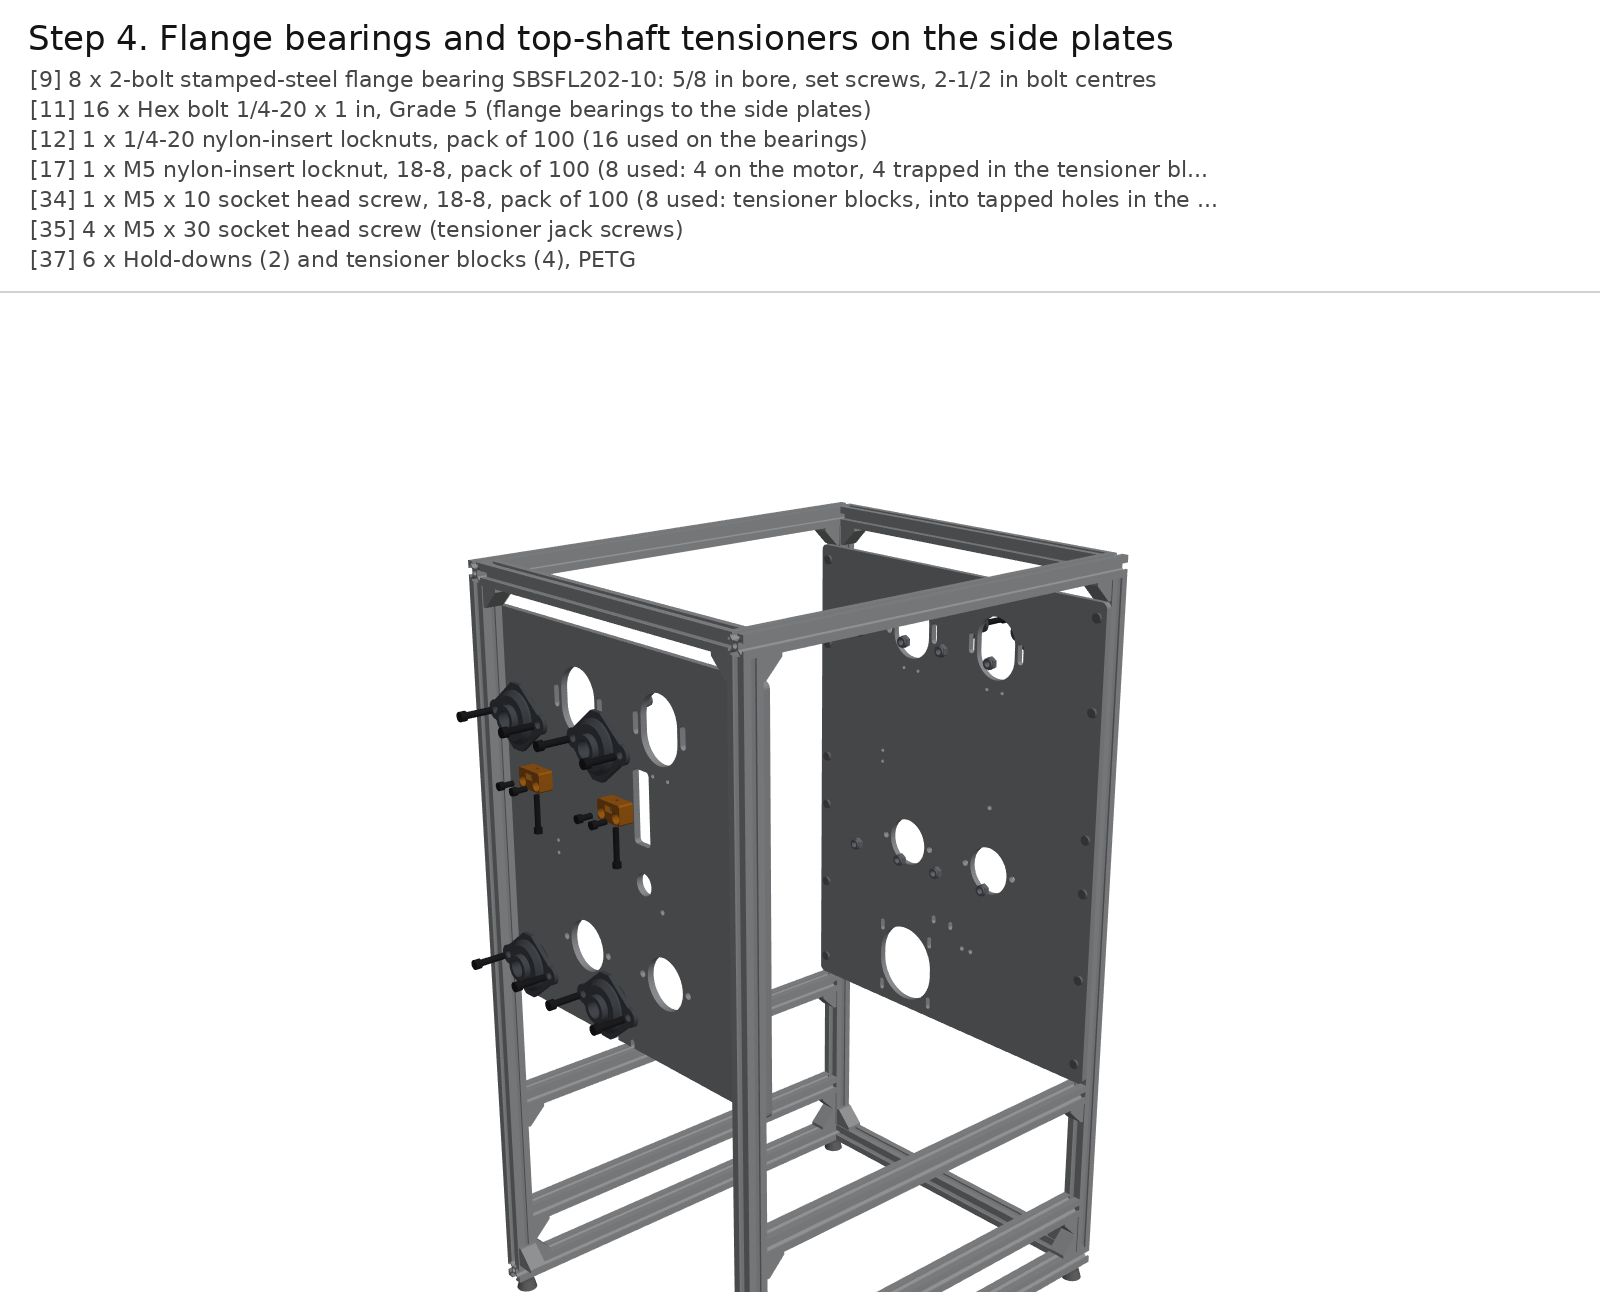 Step 4. Flange bearings and top-shaft tensioners on the side plates
[9] 8 x 2-bolt stamped-steel flange bearing SBSFL202-10: 5/8 in bore, set screws, 2-1/2 in bolt centres
[11] 16 x Hex bolt 1/4-20 x 1 in, Grade 5 (flange bearings to the side plates)
[12] 1 x 1/4-20 nylon-insert locknuts, pack of 100 (16 used on the bearings)
[17] 1 x M5 nylon-insert locknut, 18-8, pack of 100 (8 used: 4 on the motor, 4 trapped in the tensioner bl...
[34] 1 x M5 x 10 socket head screw, 18-8, pack of 100 (8 used: tensioner blocks, into tapped holes in the ...
[35] 4 x M5 x 30 socket head screw (tensioner jack screws)
[37] 6 x Hold-downs (2) and tensioner blocks (4), PETG